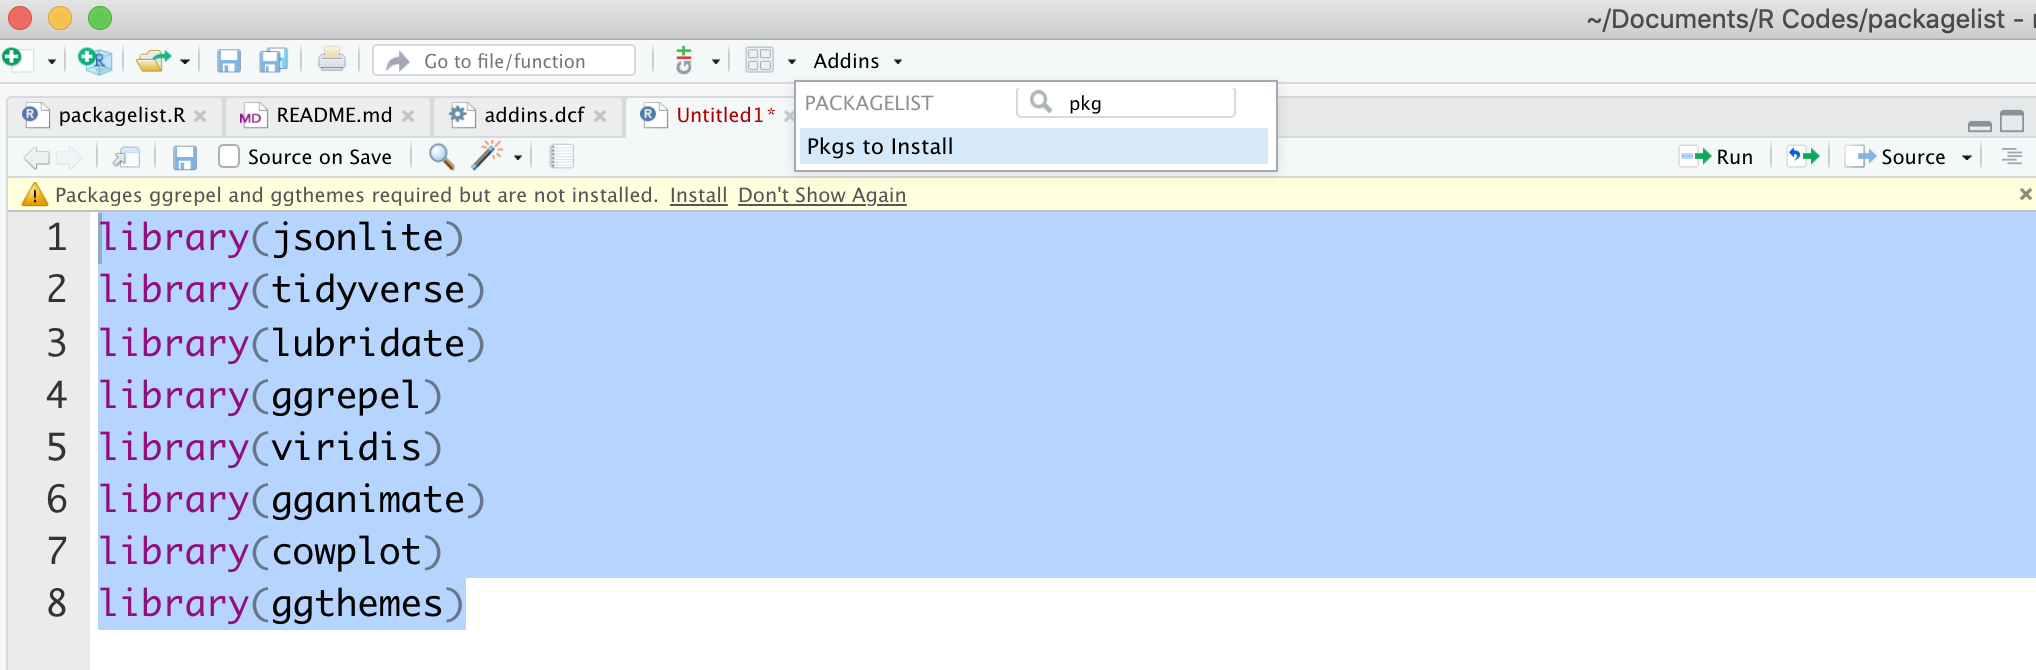 ~/Documents/R Codes/packagelist -
Go to file/function
Addins
packagelist.R
MD README.md
addins.dcf
Untitled1*
PACKAGELIST
pkg
Pkgs to Install
Source on Save
Run
Source
Packages ggrepel and ggthemes required but are not installed. Install Don't Show Again
1 library(jsonlite)
2 library(tidyverse)
3 library(lubridate)
4 library(ggrepel)
5 library(viridis)
6 library(gganimate)
7 library(cowplot)
8 library(ggthemes)